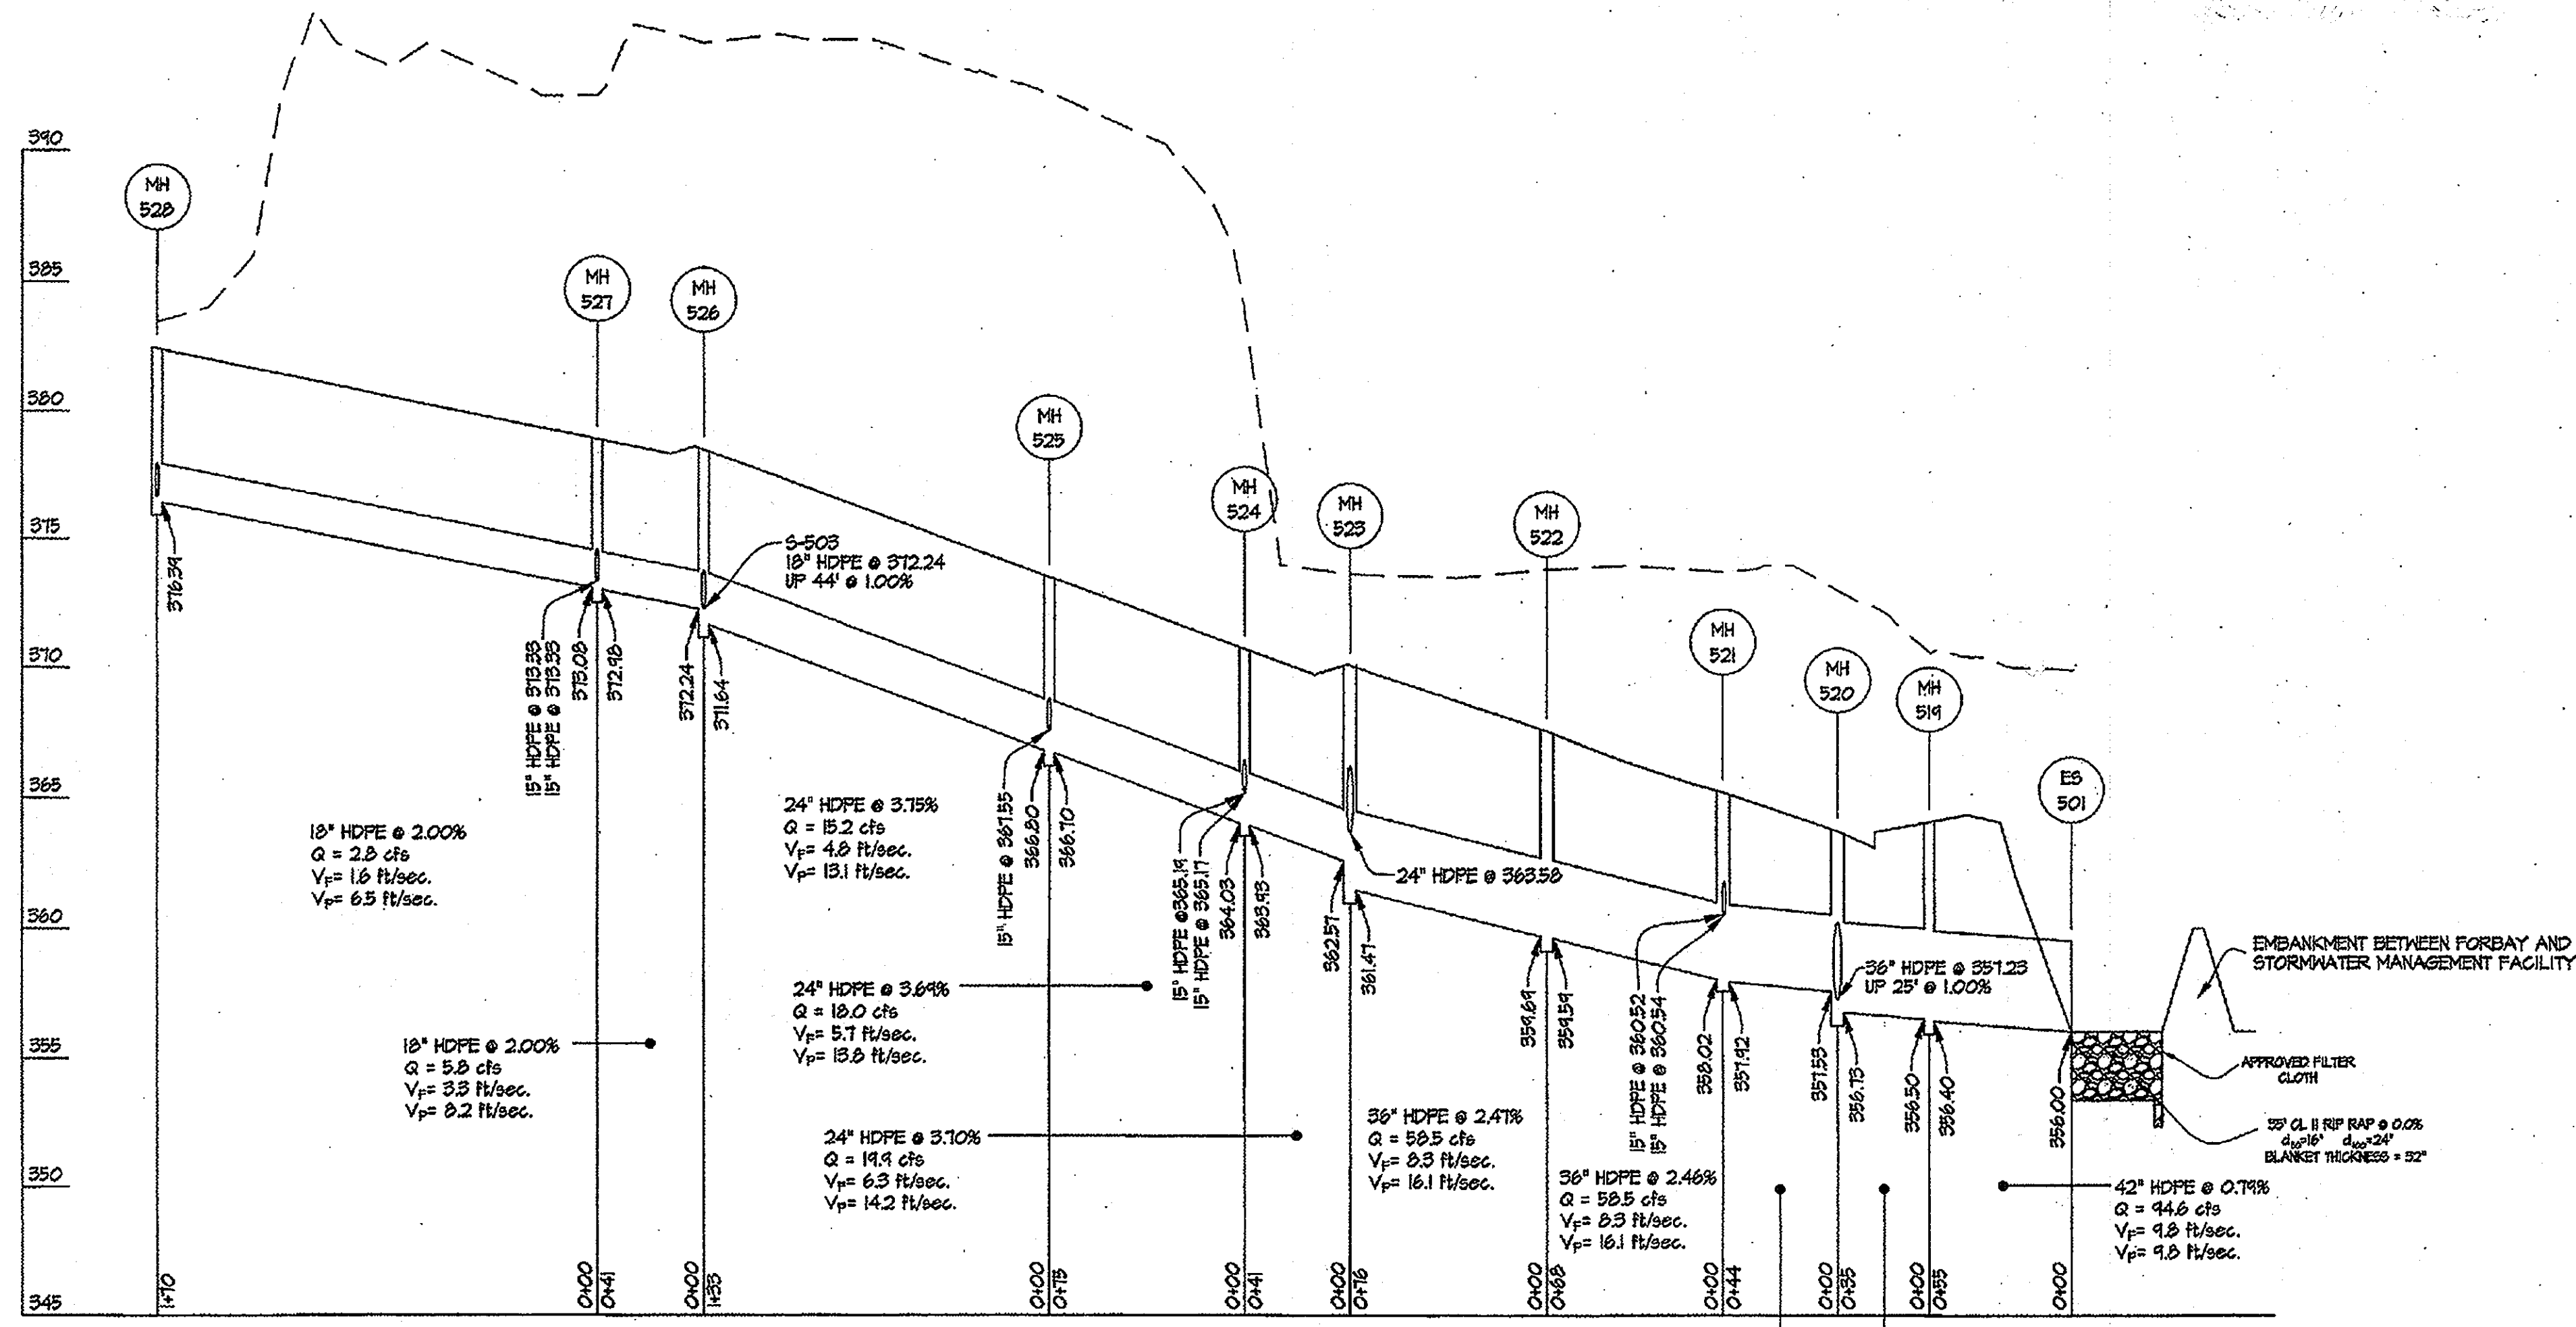 390
385
380
375
370
365
360
355
350
345
MH
528
MH
527
MH
526
MH
525
MH
524
MH
523
MH
522
MH
521
MH
520
MH
519
ES
501
376.39
15" HDPE @ 373.33
15" HDPE @ 373.33
373.08
372.98
372.24
371.64
S-503
18" HDPE @ 372.24
UP 44' @ 1.00%
15" HDPE @ 367.55
366.80
366.70
15" HDPE @ 365.19
15" HDPE @ 365.17
364.03
363.93
362.57
361.47
24" HDPE @ 363.58
359.69
359.59
15" HDPE @ 360.52
15" HDPE @ 360.54
358.02
357.92
36" HDPE @ 357.23
UP 25' @ 1.00%
357.53
356.73
356.50
356.40
356.00
18" HDPE @ 2.00%
Q = 2.8 cfs
VF= 1.6 ft/sec.
VP= 6.5 ft/sec.
18" HDPE @ 2.00%
Q = 5.8 cfs
VF= 3.3 ft/sec.
VP= 8.2 ft/sec.
24" HDPE @ 3.75%
Q = 15.2 cfs
VF= 4.8 ft/sec.
VP= 13.1 ft/sec.
24" HDPE @ 3.69%
Q = 18.0 cfs
VF= 5.7 ft/sec.
VP= 13.8 ft/sec.
24" HDPE @ 3.70%
Q = 19.9 cfs
VF= 6.3 ft/sec.
VP= 14.2 ft/sec.
36" HDPE @ 2.47%
Q = 58.5 cfs
VF= 8.3 ft/sec.
VP= 16.1 ft/sec.
36" HDPE @ 2.46%
Q = 58.5 cfs
VF= 8.3 ft/sec.
VP= 16.1 ft/sec.
42" HDPE @ 0.79%
Q = 94.6 cfs
VF= 9.8 ft/sec.
VP= 9.8 ft/sec.
EMBANKMENT BETWEEN FORBAY AND
STORMWATER MANAGEMENT FACILITY
APPROVED FILTER
CLOTH
35' CL II RIP RAP @ 0.0%
d50=16" d100=24"
BLANKET THICKNESS = 32"
1+70
0+00
0+41
0+00
1+33
0+00
0+75
0+00
0+41
0+00
0+76
0+00
0+68
0+00
0+44
0+00
0+35
0+00
0+55
0+00